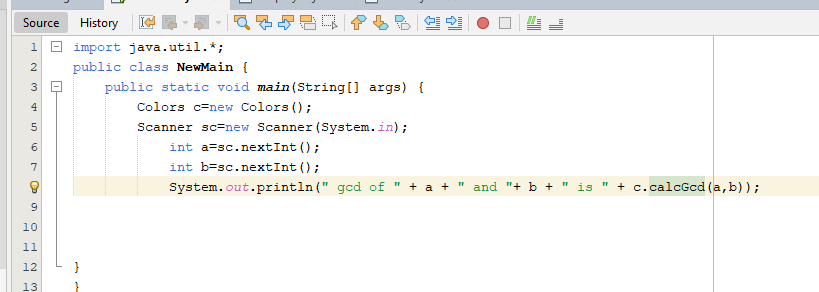 Source History
1 import java.util.*;
2 public class NewMain {
3 public static void main(String[] args) {
4 Colors c=new Colors();
5 Scanner sc=new Scanner(System.in);
6 int a=sc.nextInt();
7 int b=sc.nextInt();
System.out.println(" gcd of " + a + " and "+ b + " is " + c.calcGcd(a,b));
9
10
11
12 }
13 }